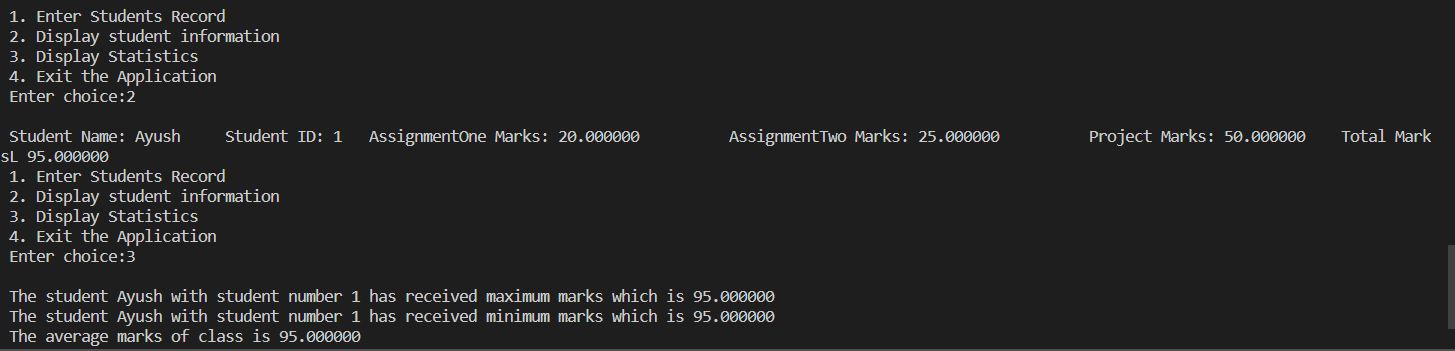 1. Enter Students Record
2. Display student information
3. Display Statistics
4. Exit the Application
Enter choice:2
Student Name: Ayush     Student ID: 1   AssignmentOne Marks: 20.000000          AssignmentTwo Marks: 25.000000          Project Marks: 50.000000    Total Mark
sL 95.000000
1. Enter Students Record
2. Display student information
3. Display Statistics
4. Exit the Application
Enter choice:3
The student Ayush with student number 1 has received maximum marks which is 95.000000
The student Ayush with student number 1 has received minimum marks which is 95.000000
The average marks of class is 95.000000